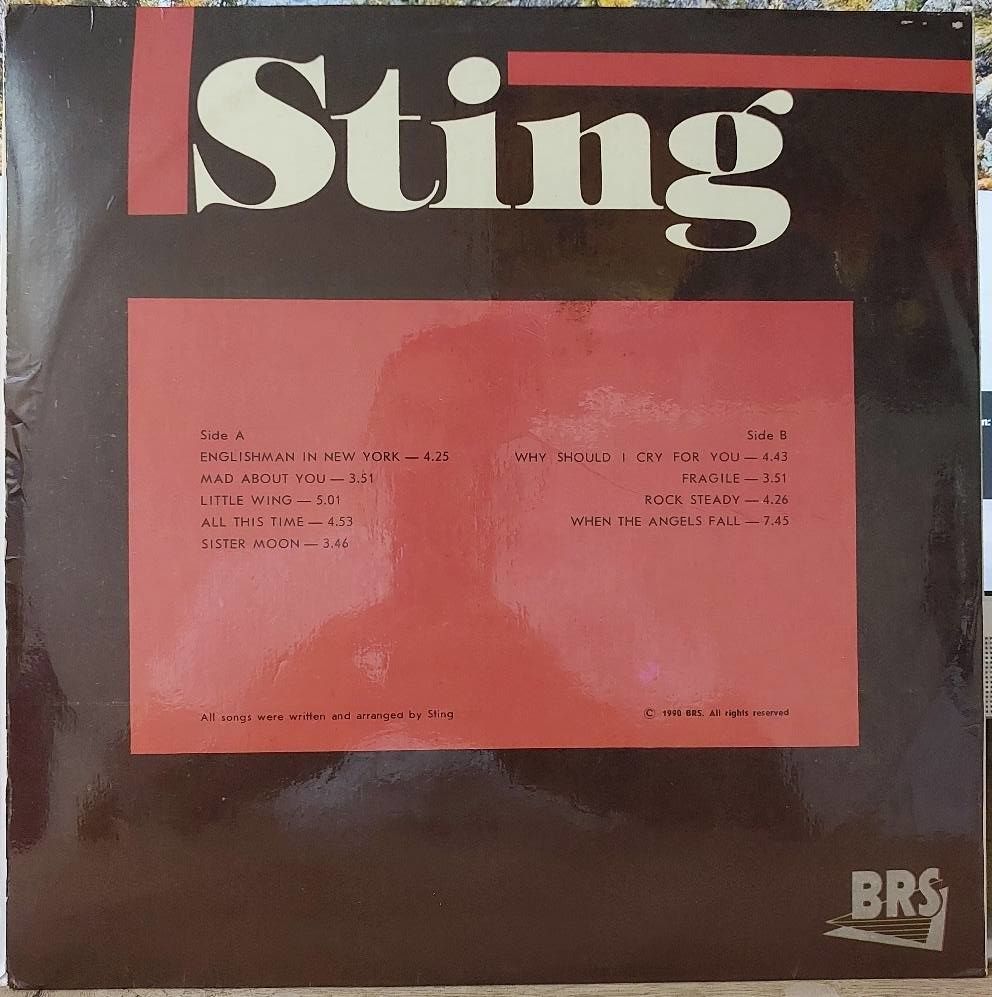 Sting
Side A
ENGLISHMAN IN NEW YORK — 4.25
MAD ABOUT YOU — 3.51
LITTLE WING — 5.01
ALL THIS TIME — 4.53
SISTER MOON — 3.46
Side B
WHY SHOULD I CRY FOR YOU — 4.43
FRAGILE — 3.51
ROCK STEADY — 4.26
WHEN THE ANGELS FALL — 7.45
All songs were written and arranged by Sting
© 1990 BRS. All rights reserved
BRS